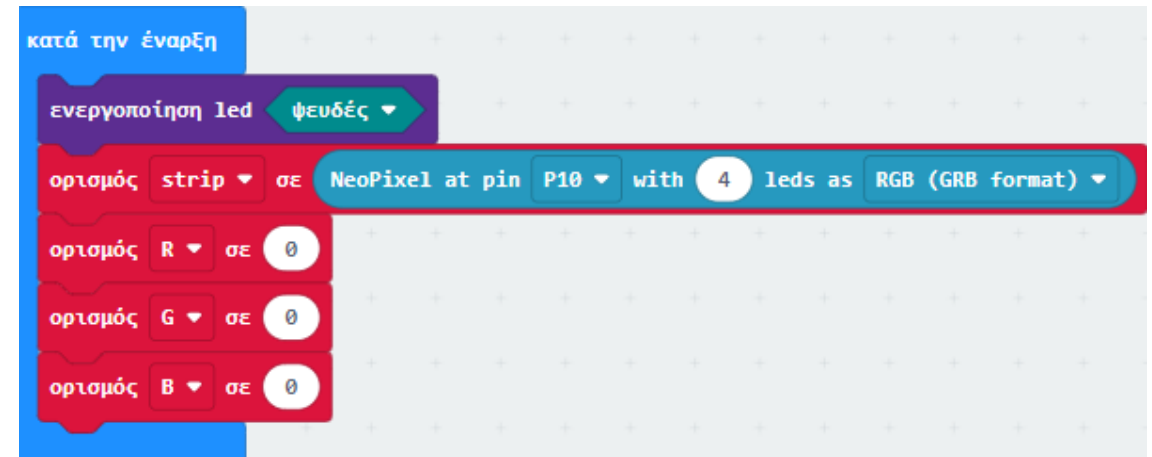 κατά την έναρξη
ενεργοποίηση led ψευδές
ορισμός strip σε NeoPixel at pin P10 with 4 leds as RGB (GRB format)
ορισμός R σε 0
ορισμός G σε 0
ορισμός B σε 0